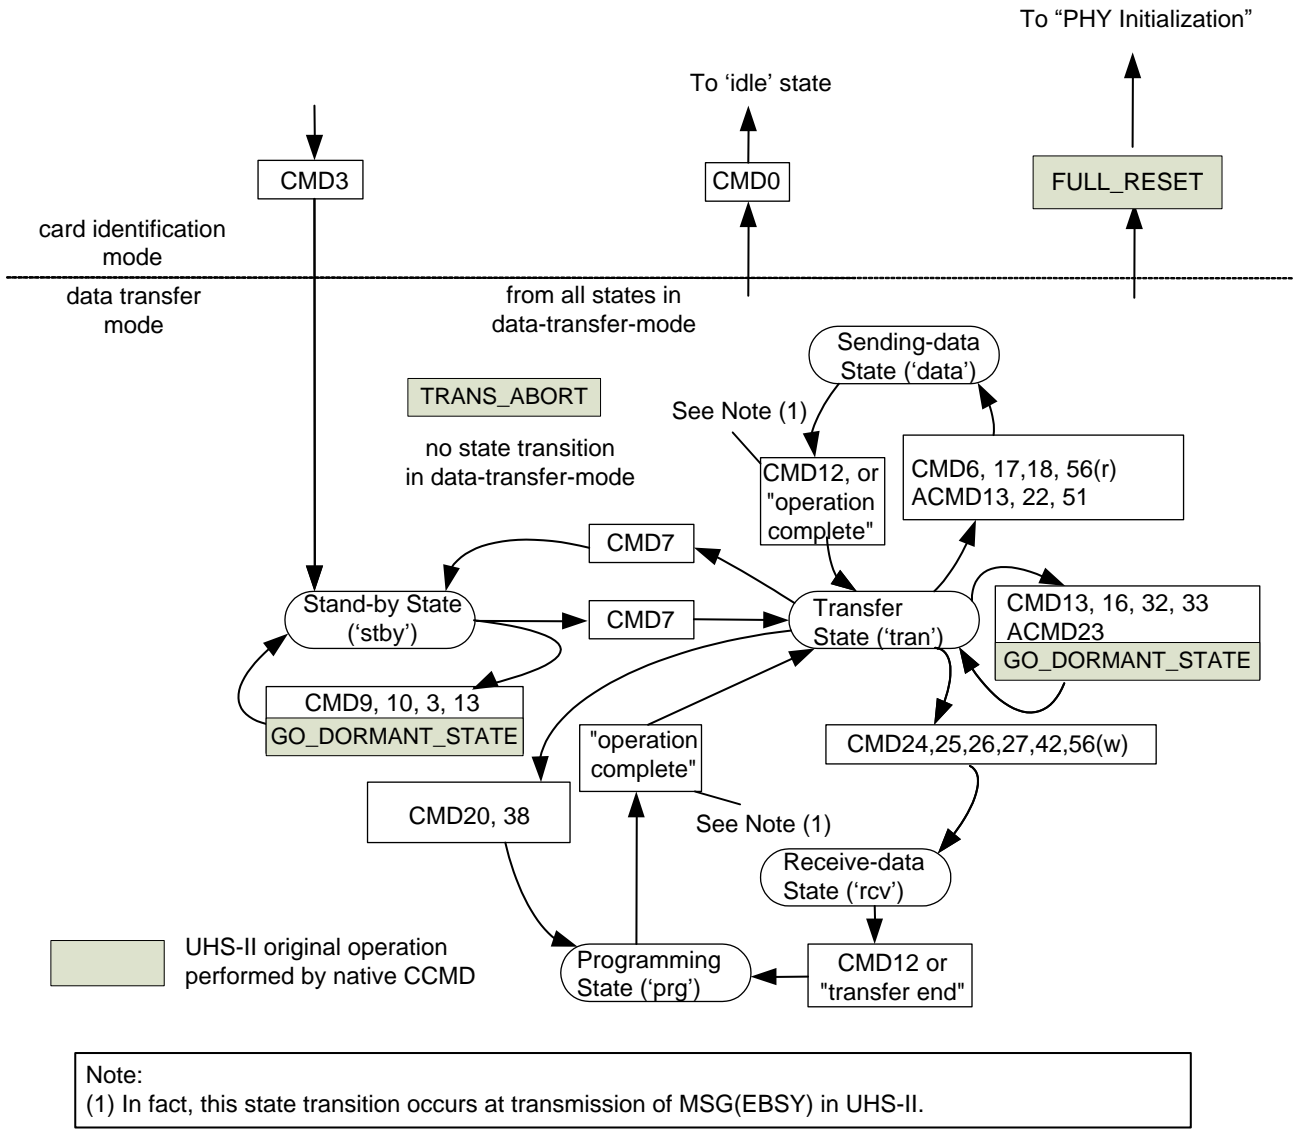 To “PHY Initialization”
To ‘idle’ state
CMD3
CMD0
FULL_RESET
card identification
mode
data transfer
mode
from all states in
data-transfer-mode
Sending-data
State (‘data’)
TRANS_ABORT
See Note (1)
no state transition
in data-transfer-mode
CMD12, or
"operation
complete"
CMD6, 17,18, 56(r)
ACMD13, 22, 51
CMD7
Stand-by State
(‘stby’)
CMD7
Transfer
State (‘tran’)
CMD13, 16, 32, 33
ACMD23
GO_DORMANT_STATE
CMD9, 10, 3, 13
GO_DORMANT_STATE
"operation
complete"
CMD24,25,26,27,42,56(w)
CMD20, 38
See Note (1)
Receive-data
State (‘rcv’)
UHS-II original operation
performed by native CCMD
Programming
State (‘prg’)
CMD12 or
"transfer end"
Note:
(1) In fact, this state transition occurs at transmission of MSG(EBSY) in UHS-II.